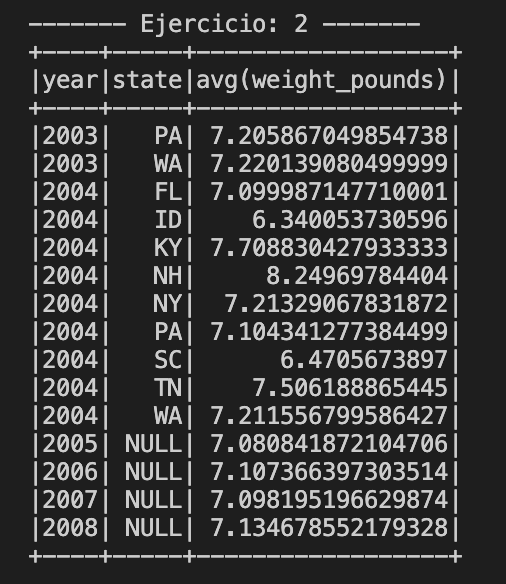 ------- Ejercicio: 2 -------
+----+-----+------------------+
|year|state|avg(weight_pounds)|
+----+-----+------------------+
|2003|   PA| 7.205867049854738|
|2003|   WA| 7.220139080499999|
|2004|   FL| 7.099987147710001|
|2004|   ID|    6.340053730596|
|2004|   KY| 7.708830427933333|
|2004|   NH|     8.24969784404|
|2004|   NY|  7.21329067831872|
|2004|   PA| 7.104341277384499|
|2004|   SC|      6.4705673897|
|2004|   TN|    7.506188865445|
|2004|   WA| 7.211556799586427|
|2005| NULL| 7.080841872104706|
|2006| NULL| 7.107366397303514|
|2007| NULL| 7.098195196629874|
|2008| NULL| 7.134678552179328|
+----+-----+------------------+